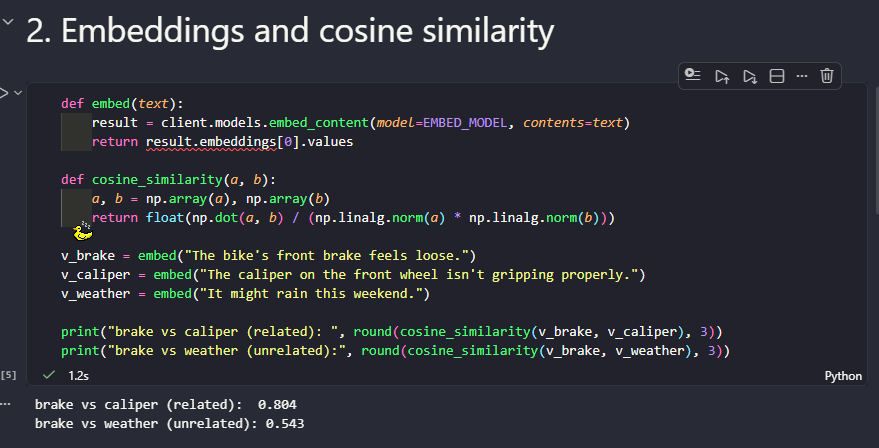 2. Embeddings and cosine similarity
def embed(text):
    result = client.models.embed_content(model=EMBED_MODEL, contents=text)
    return result.embeddings[0].values
def cosine_similarity(a, b):
    a, b = np.array(a), np.array(b)
    return float(np.dot(a, b) / (np.linalg.norm(a) * np.linalg.norm(b)))
v_brake = embed("The bike's front brake feels loose.")
v_caliper = embed("The caliper on the front wheel isn't gripping properly.")
v_weather = embed("It might rain this weekend.")
print("brake vs caliper (related): ", round(cosine_similarity(v_brake, v_caliper), 3))
print("brake vs weather (unrelated):", round(cosine_similarity(v_brake, v_weather), 3))
[5] 1.2s Python
brake vs caliper (related):  0.804
brake vs weather (unrelated): 0.543